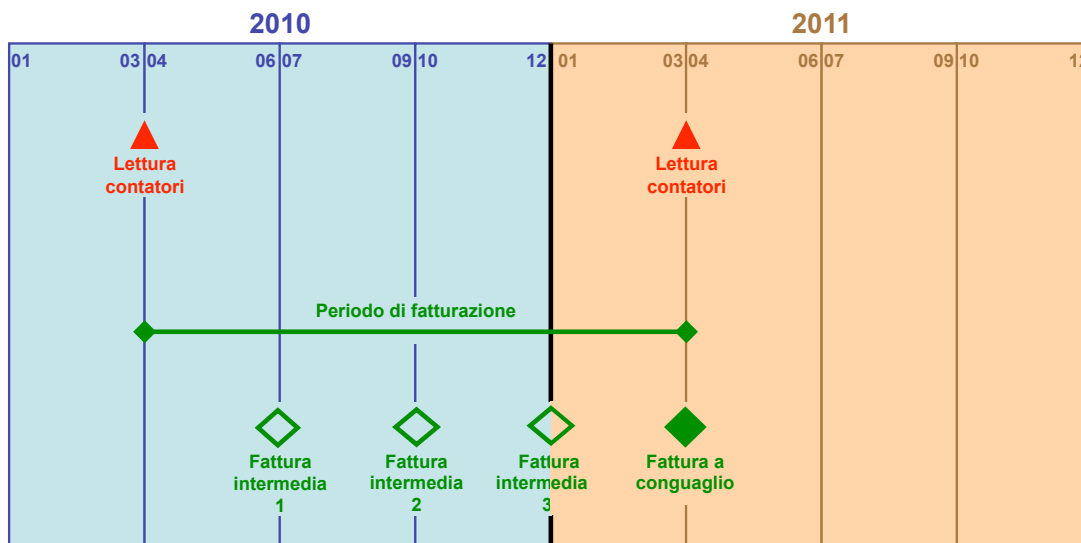 2010 2011
01 03 04 06 07 09 10 12 01 03 04 06 07 09 10 12
Lettura Lettura
contatori contatori
Periodo di fatturazione
Fattura Fattura Fattura Fattura a
intermedia intermedia intermedia conguaglio
1 2 3